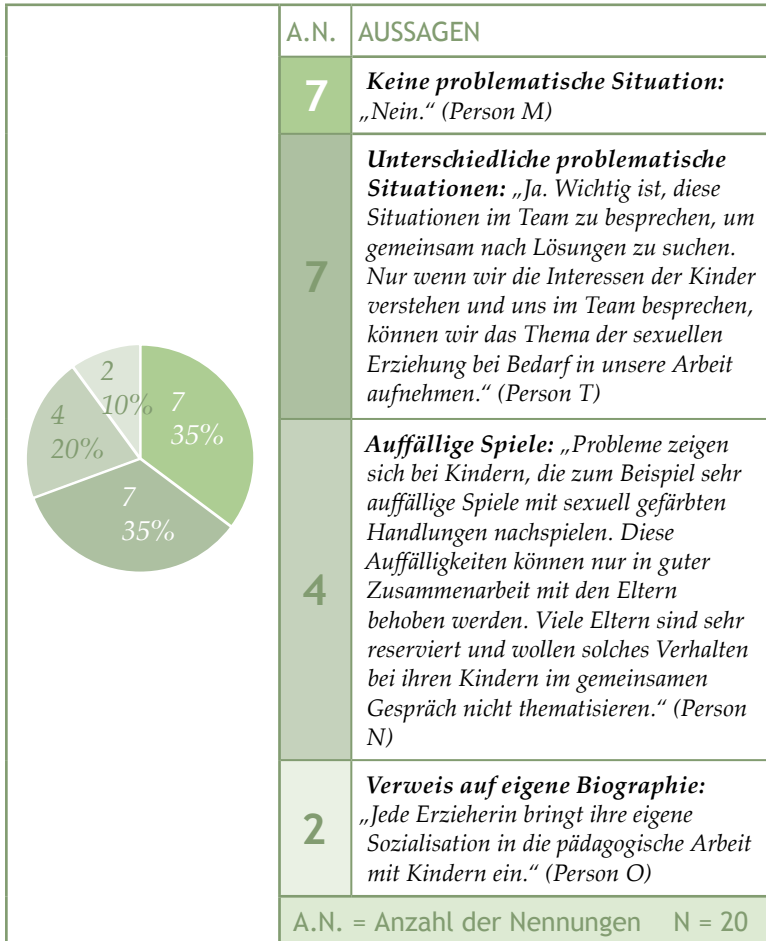 A.N. AUSSAGEN
7
Keine problematische Situation:
„Nein.“ (Person M)
7
Unterschiedliche problematische
Situationen: „Ja. Wichtig ist, diese
Situationen im Team zu besprechen, um
gemeinsam nach Lösungen zu suchen.
Nur wenn wir die Interessen der Kinder
verstehen und uns im Team besprechen,
können wir das Thema der sexuellen
Erziehung bei Bedarf in unsere Arbeit
aufnehmen.“ (Person T)
2
10%
7
35%
4
20%
7
35%
4
Auffällige Spiele: „Probleme zeigen
sich bei Kindern, die zum Beispiel sehr
auffällige Spiele mit sexuell gefärbten
Handlungen nachspielen. Diese
Auffälligkeiten können nur in guter
Zusammenarbeit mit den Eltern
behoben werden. Viele Eltern sind sehr
reserviert und wollen solches Verhalten
bei ihren Kindern im gemeinsamen
Gespräch nicht thematisieren.“ (Person
N)
2
Verweis auf eigene Biographie:
„Jede Erzieherin bringt ihre eigene
Sozialisation in die pädagogische Arbeit
mit Kindern ein.“ (Person O)
A.N. = Anzahl der Nennungen N = 20